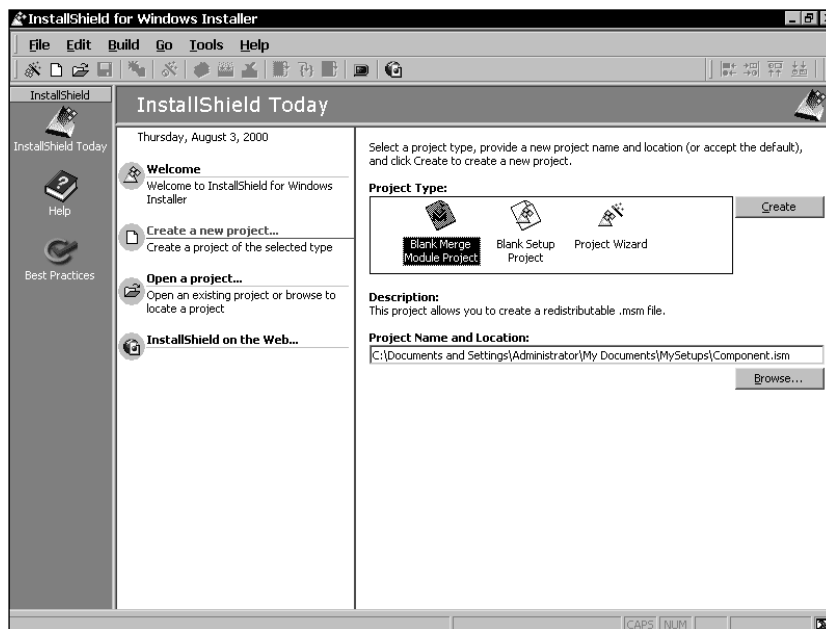 InstallShield for Windows Installer
File Edit Build Go Tools Help
InstallShield
InstallShield Today
Help
Best Practices
InstallShield Today
Thursday, August 3, 2000
Welcome
Welcome to InstallShield for Windows
Installer
Create a new project...
Create a project of the selected type
Open a project...
Open an existing project or browse to
locate a project
InstallShield on the Web...
Select a project type, provide a new project name and location (or accept the default),
and click Create to create a new project.
Project Type:
Blank Merge
Module Project
Blank Setup
Project
Project Wizard
Create
Description:
This project allows you to create a redistributable .msm file.
Project Name and Location:
C:\Documents and Settings\Administrator\My Documents\MySetups\Component.ism
Browse...
CAPS NUM